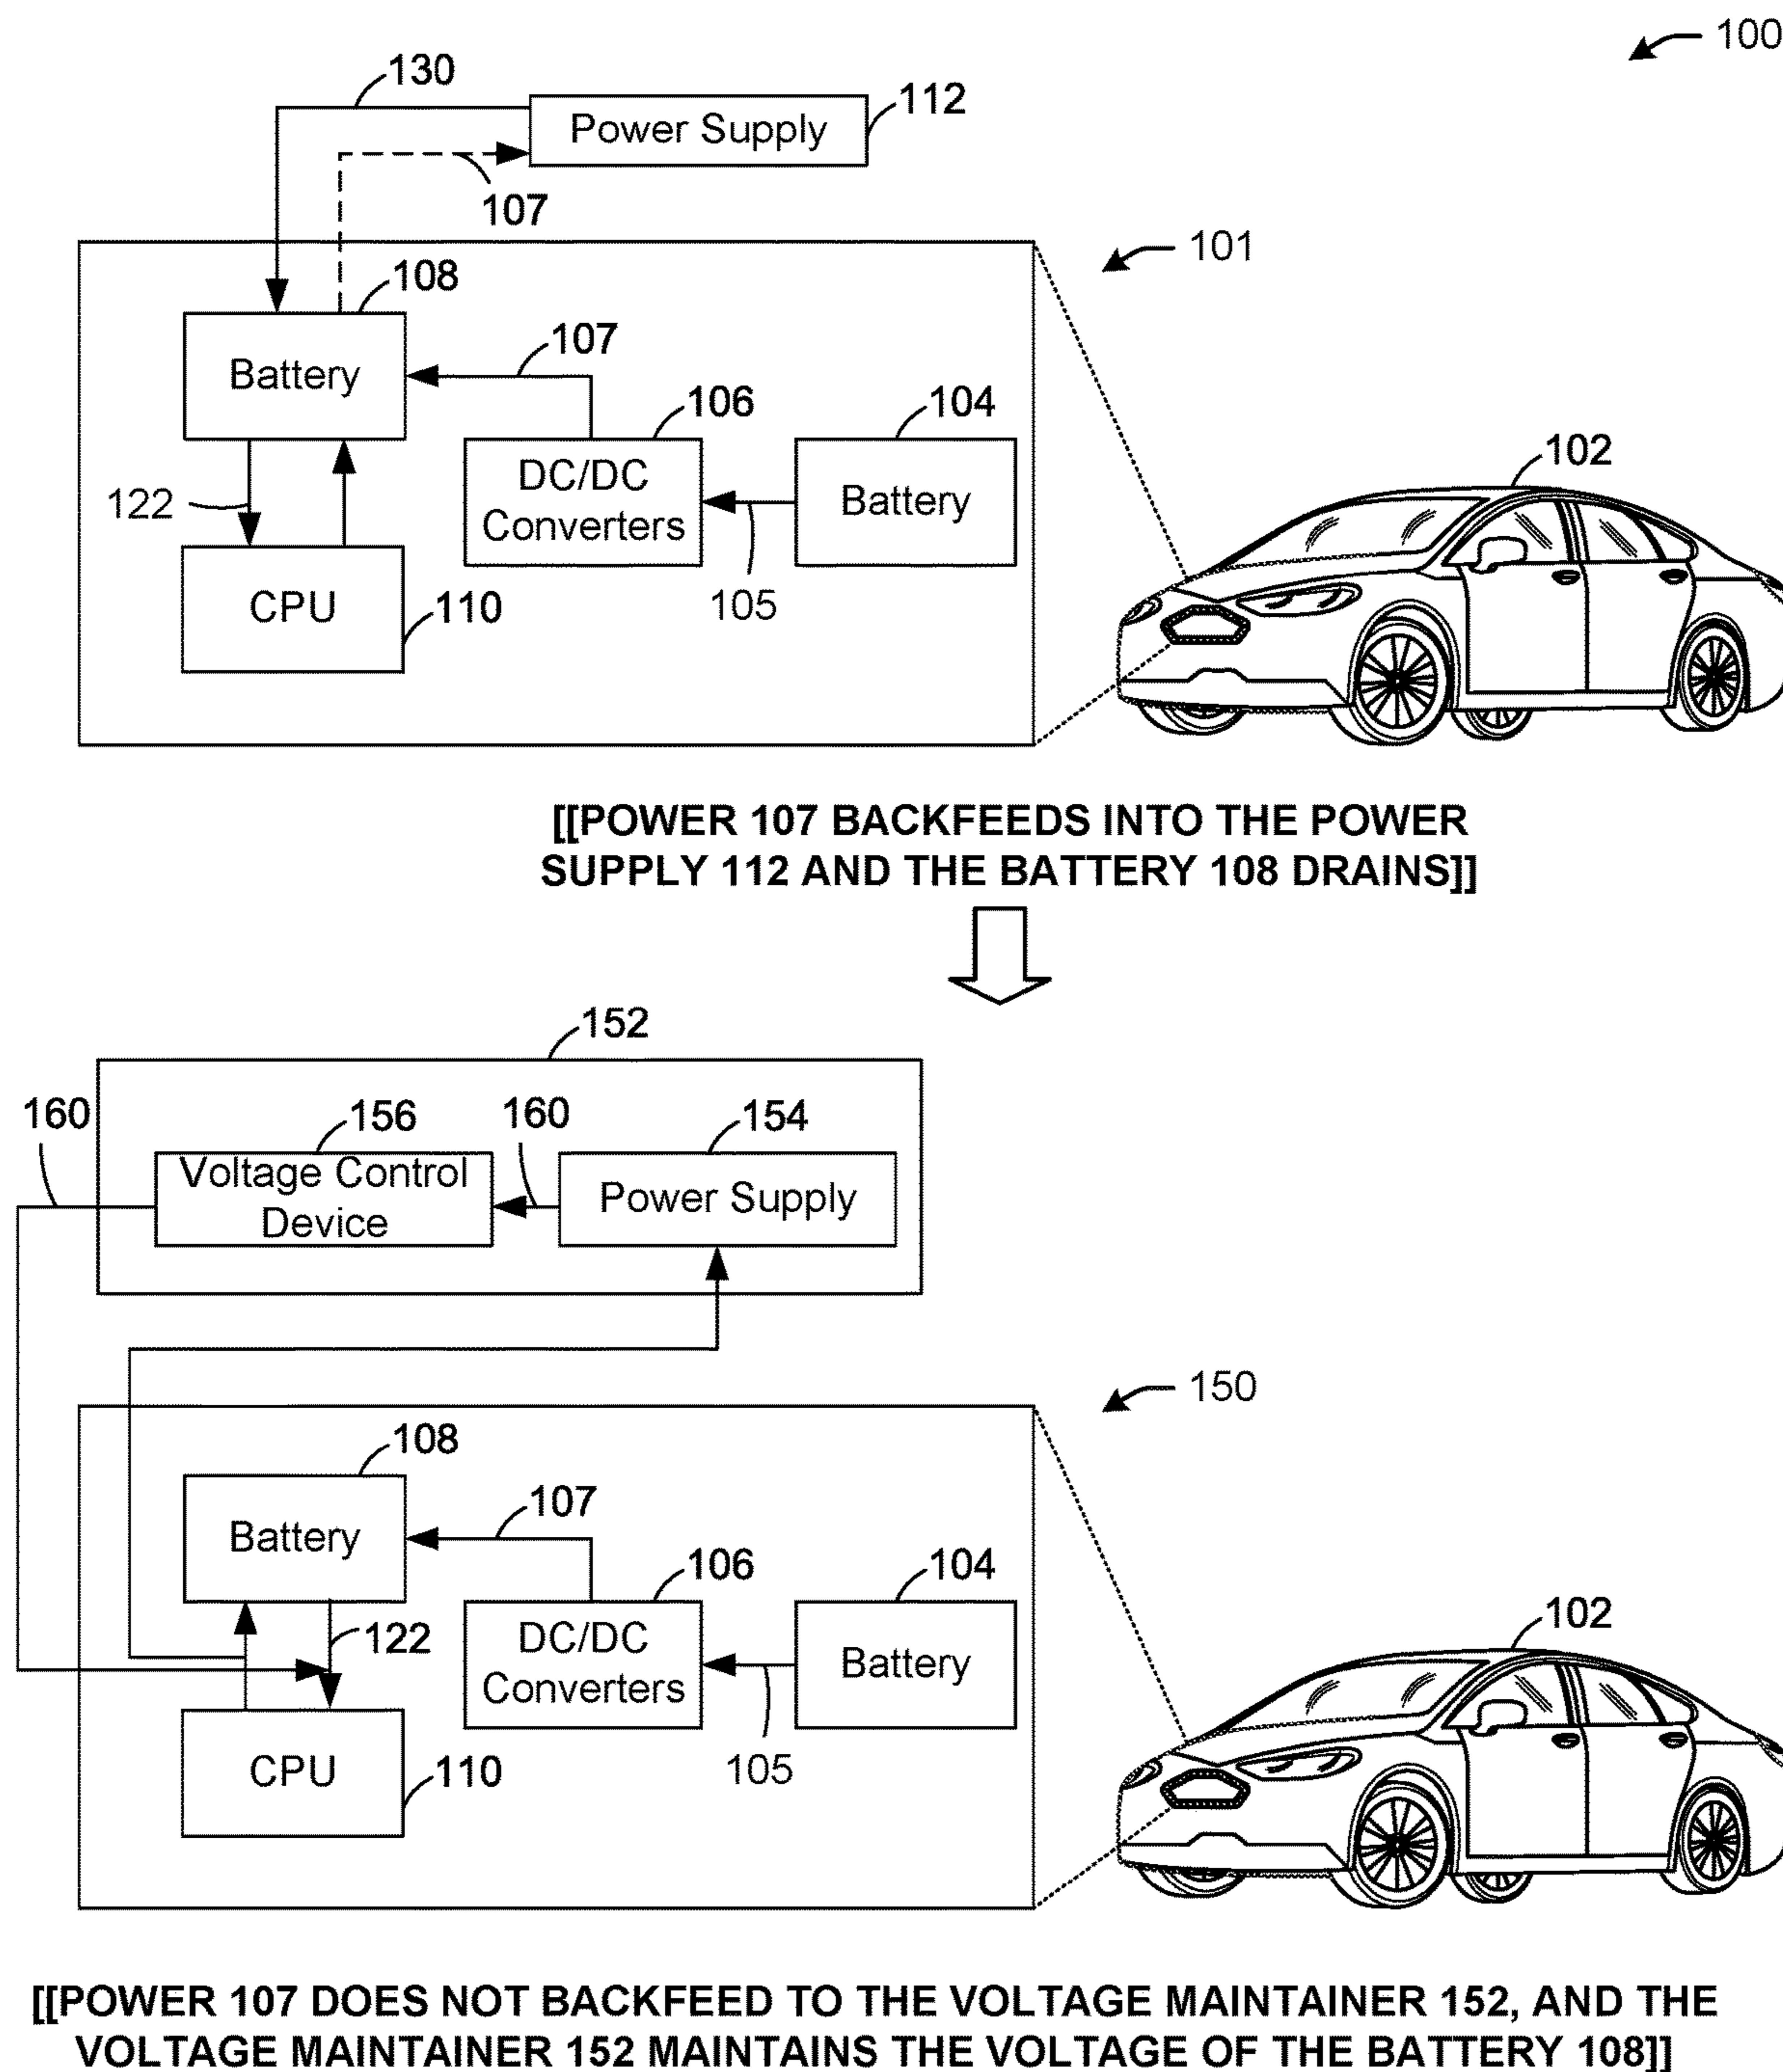 100
130
Power Supply
112
107
101
108
Battery
107
106
104
DC/DC
Converters
Battery
102
122
105
CPU
110
[[POWER 107 BACKFEEDS INTO THE POWER
SUPPLY 112 AND THE BATTERY 108 DRAINS]]
152
160
156
160
154
Voltage Control
Device
Power Supply
150
108
Battery
107
106
104
DC/DC
Converters
Battery
102
122
105
CPU
110
[[POWER 107 DOES NOT BACKFEED TO THE VOLTAGE MAINTAINER 152, AND THE
VOLTAGE MAINTAINER 152 MAINTAINS THE VOLTAGE OF THE BATTERY 108]]